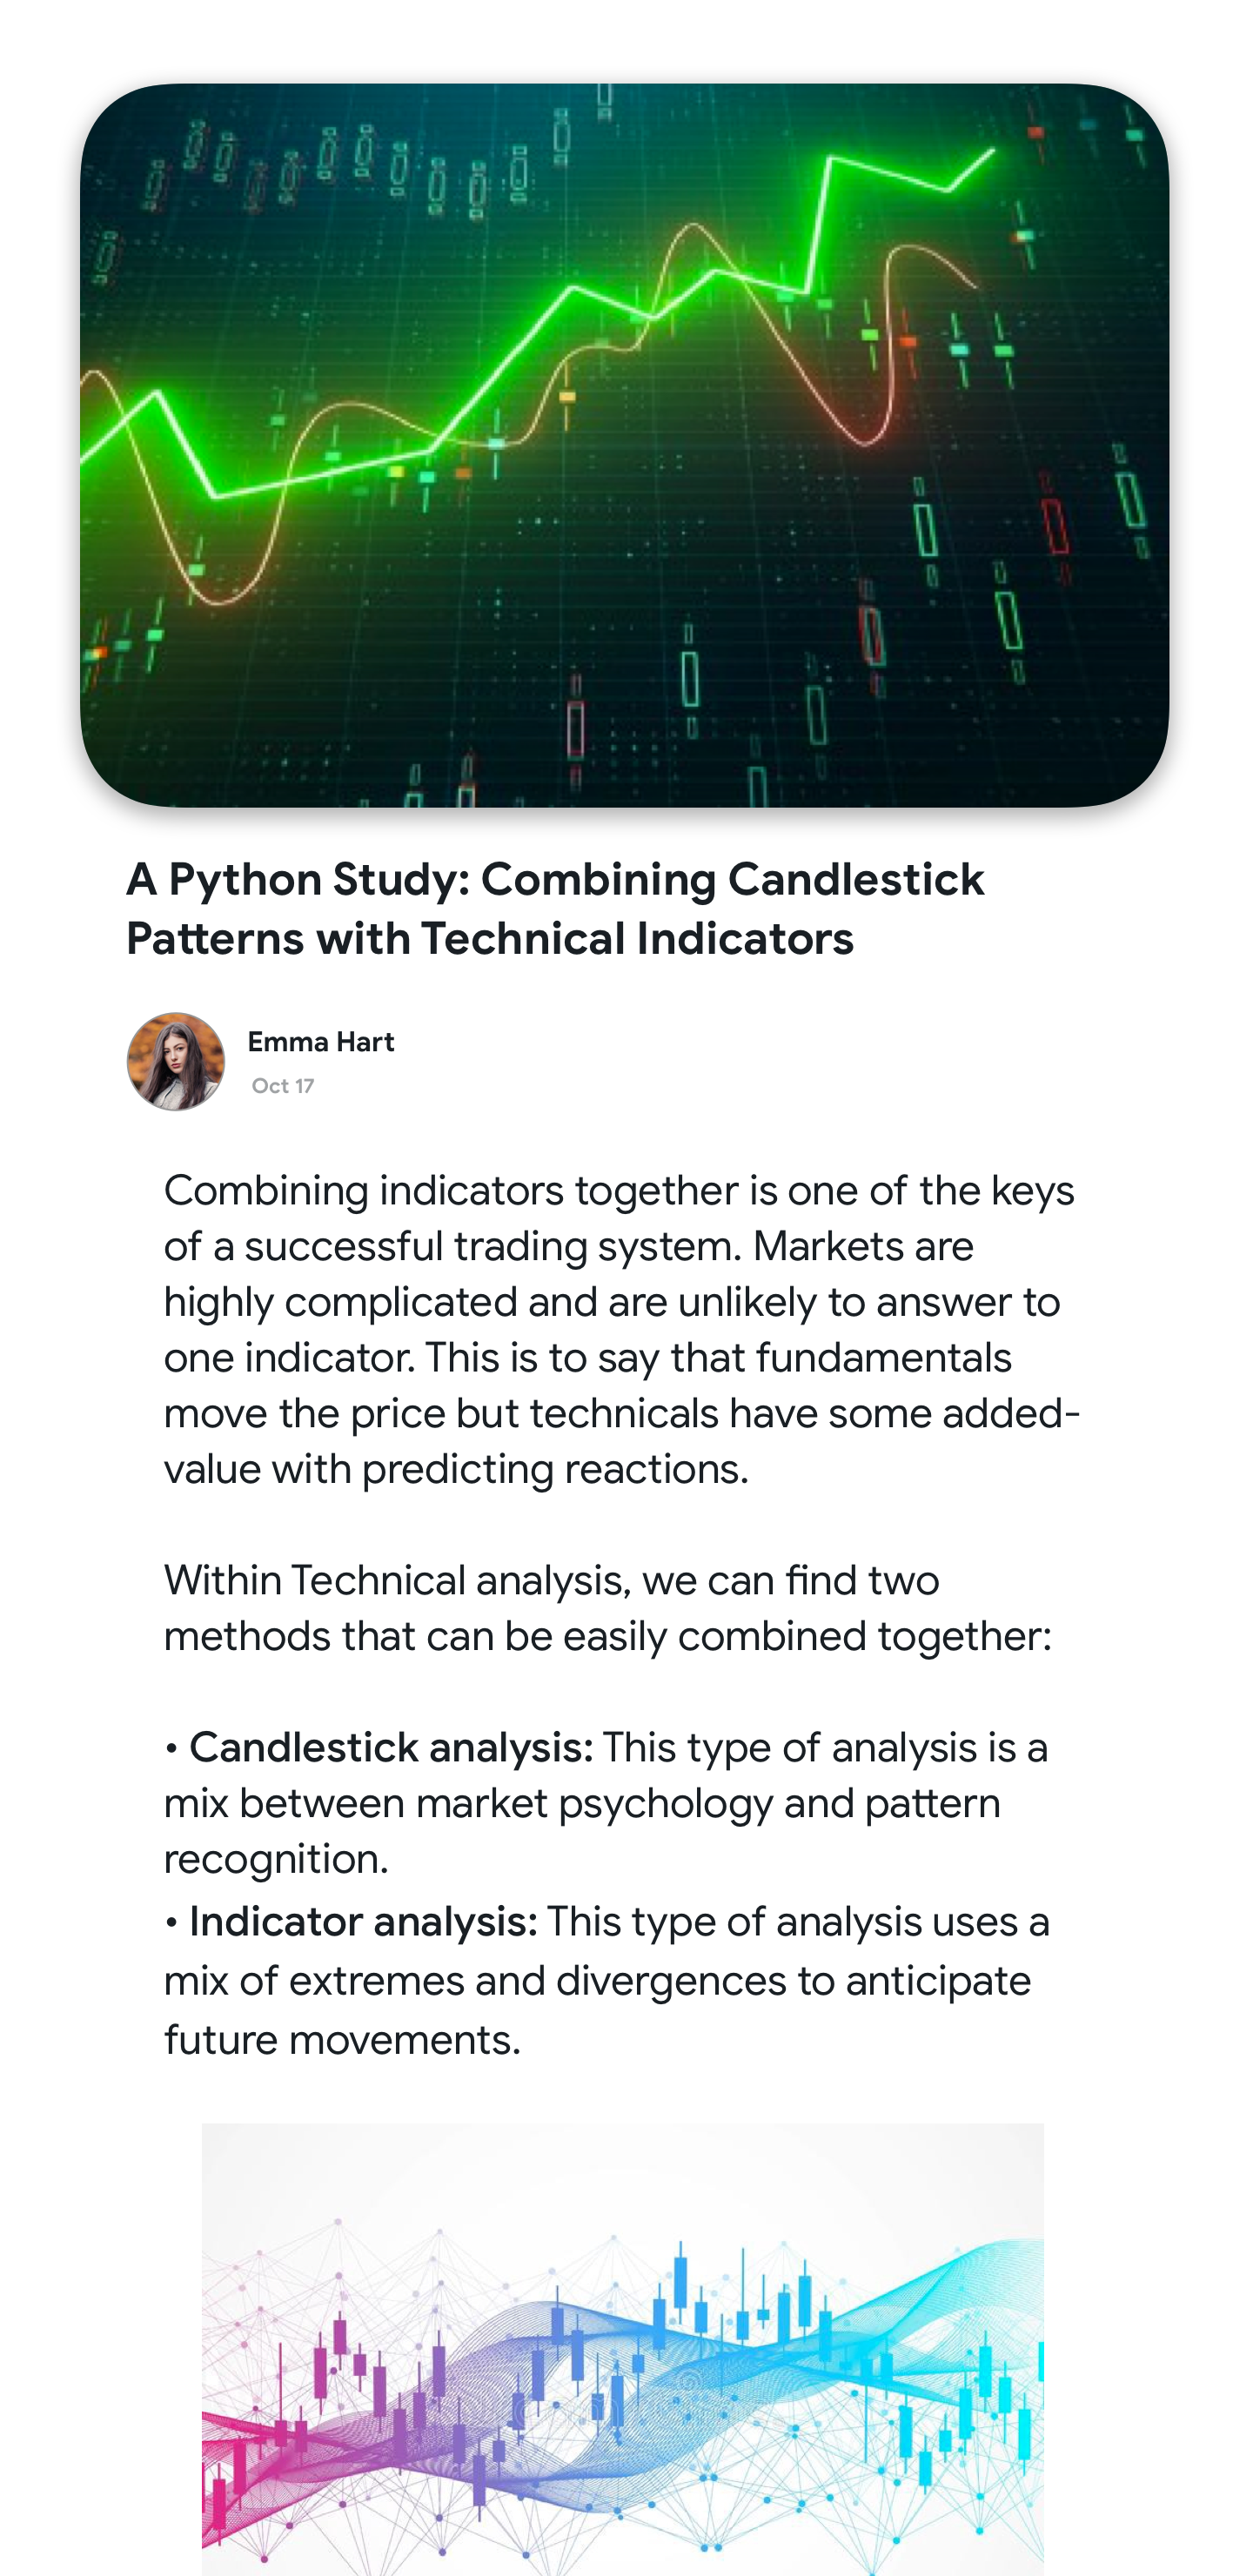 A Python Study: Combining Candlestick
Patterns with Technical Indicators
Emma Hart
Oct 17
Combining indicators together is one of the keys
of a successful trading system. Markets are
highly complicated and are unlikely to answer to
one indicator. This is to say that fundamentals
move the price but technicals have some added-
value with predicting reactions.
Within Technical analysis, we can find two
methods that can be easily combined together:
• Candlestick analysis: This type of analysis is a
mix between market psychology and pattern
recognition.
• Indicator analysis: This type of analysis uses a
mix of extremes and divergences to anticipate
future movements.